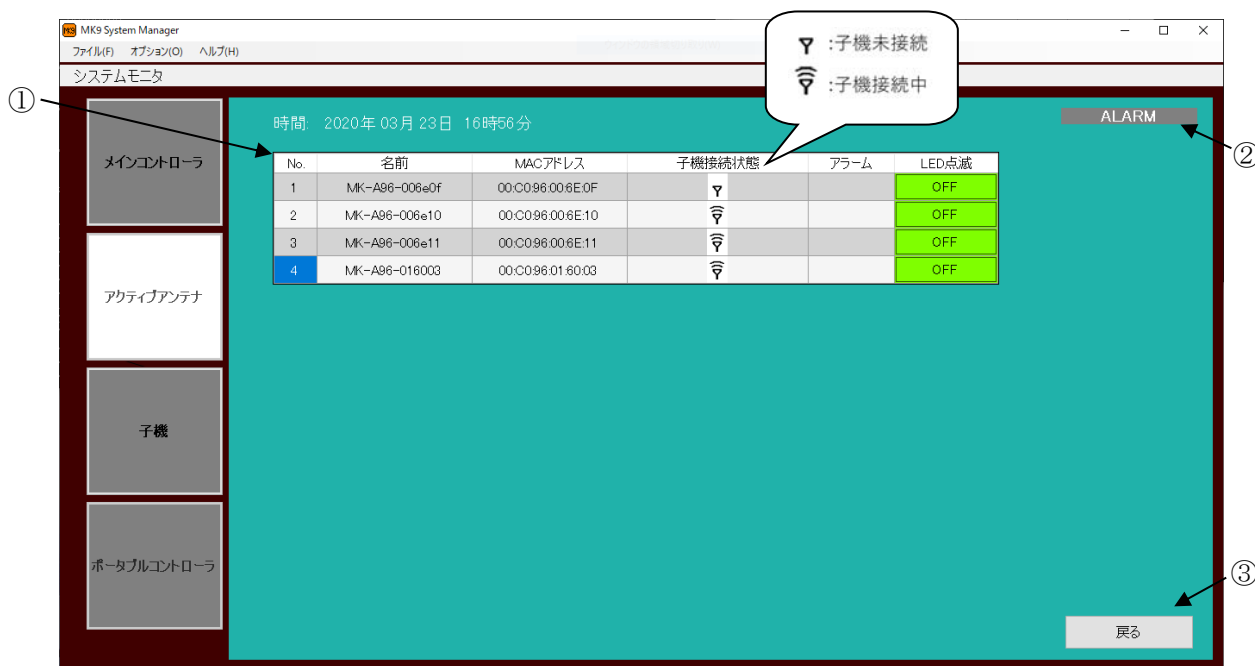 MK9 System Manager
ファイル(F) オプション(O) ヘルプ(H)
システムモニタ
:子機未接続
:子機接続中
①
②
③
時間: 2020年 03月 23日 16時56分
ALARM
メインコントローラ
アクティブアンテナ
子機
ポータブルコントローラ
No. 名前 MACアドレス 子機接続状態 アラーム LED点滅
1 MK-A96-006e0f 00:C0:96:00:6E:0F OFF
2 MK-A96-006e10 00:C0:96:00:6E:10 OFF
3 MK-A96-006e11 00:C0:96:00:6E:11 OFF
4 MK-A96-016003 00:C0:96:01:60:03 OFF
戻る